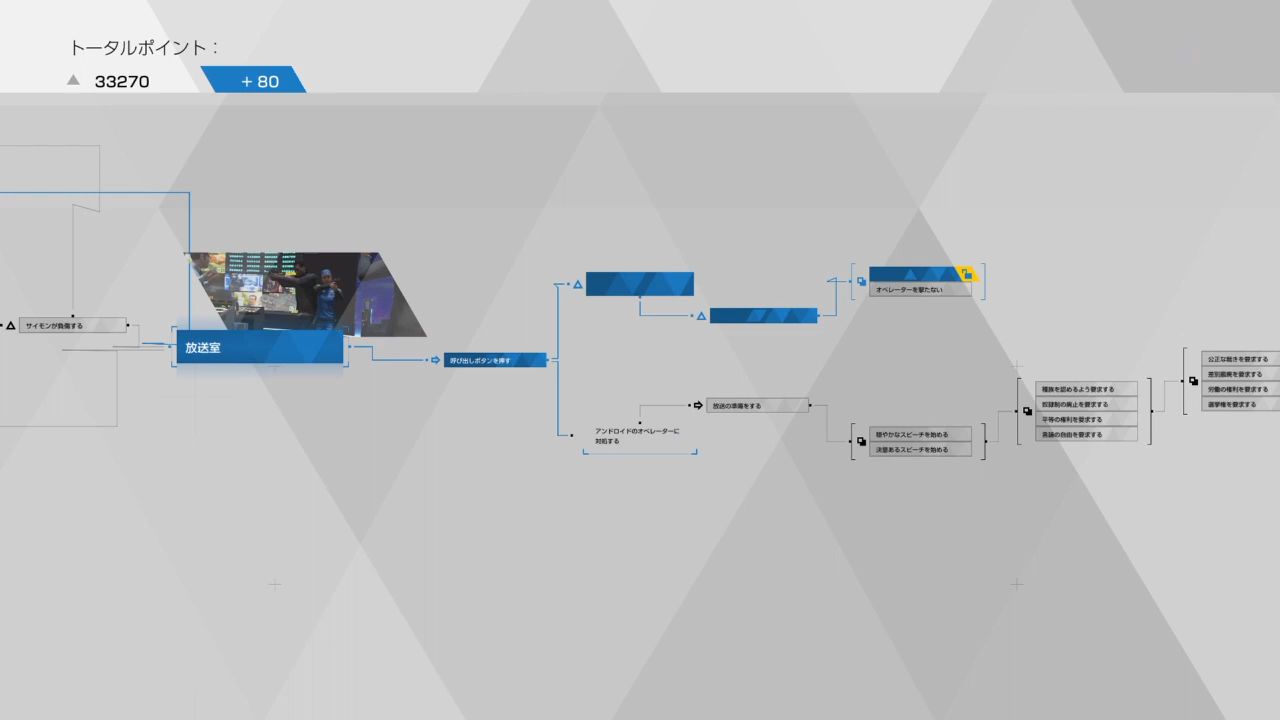 トータルポイント：
33270
+ 80
サイモンが負傷する
放送室
呼び出しボタンを押す
オペレーターを撃たない
放送の準備をする
アンドロイドのオペレーターに
対処する
穏やかなスピーチを始める
決意あるスピーチを始める
種族を認めるよう要求する
奴隷制の廃止を要求する
平等の権利を要求する
言論の自由を要求する
公正な裁きを要求する
差別撤廃を要求する
労働の権利を要求する
選挙権を要求する